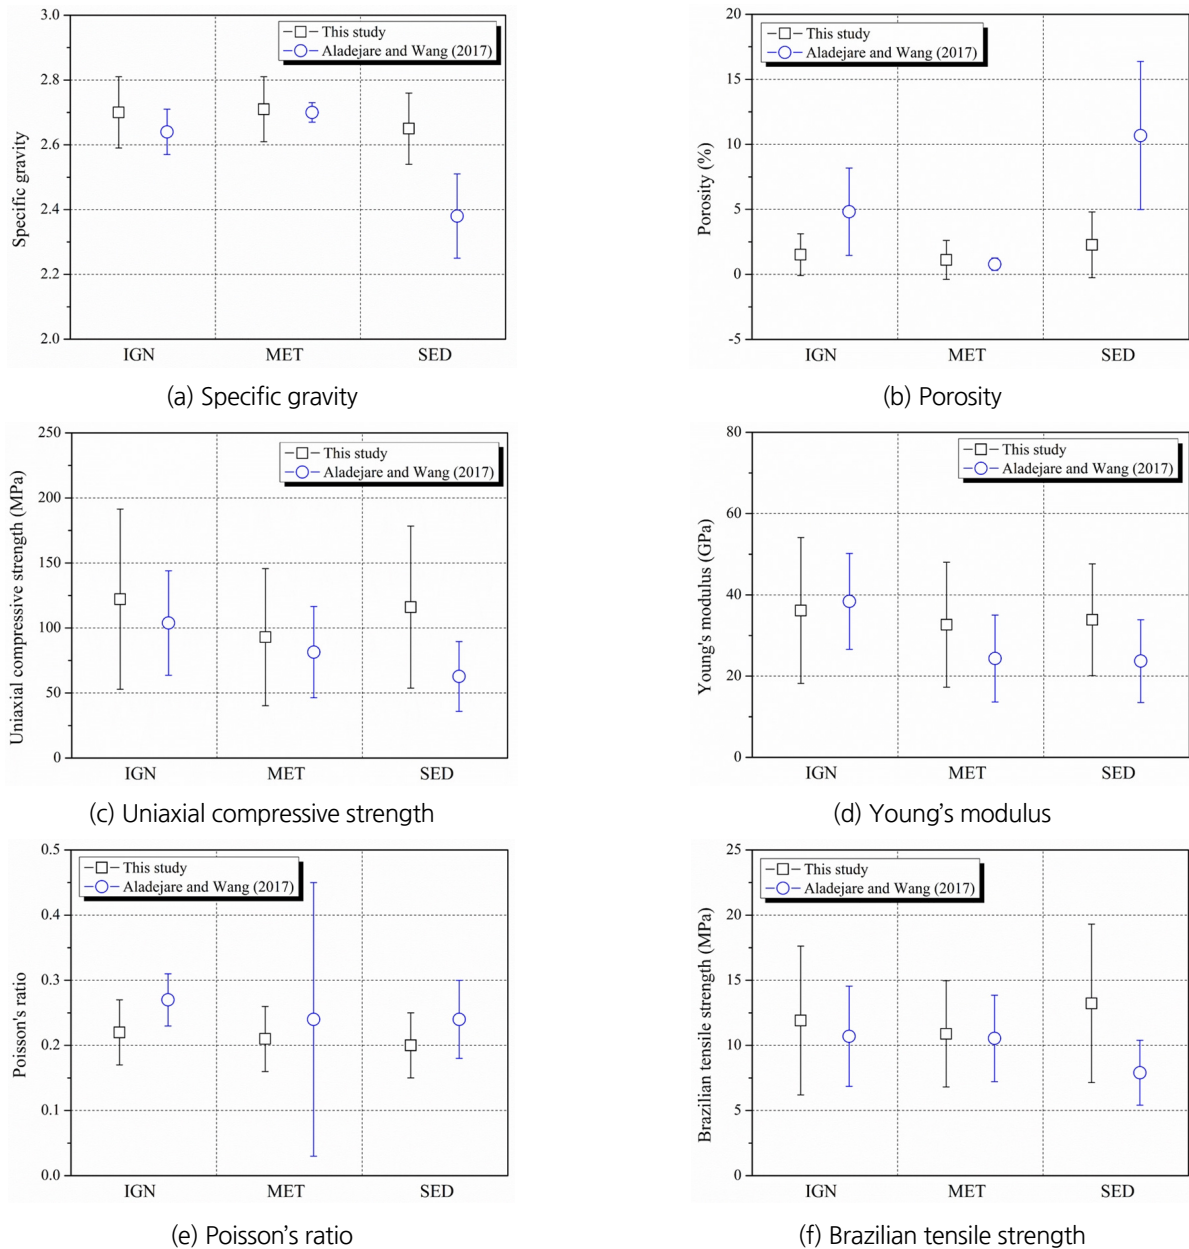 3.0
2.8
2.6
2.4
2.2
2.0
Specific gravity
This study
Aladejare and Wang (2017)
IGN MET SED
(a) Specific gravity
20
15
10
5
0
-5
Porosity (%)
This study
Aladejare and Wang (2017)
IGN MET SED
(b) Porosity
250
200
150
100
50
0
Uniaxial compressive strength (MPa)
This study
Aladejare and Wang (2017)
IGN MET SED
(c) Uniaxial compressive strength
80
60
40
20
0
Young's modulus (GPa)
This study
Aladejare and Wang (2017)
IGN MET SED
(d) Young’s modulus
0.5
0.4
0.3
0.2
0.1
0.0
Poisson's ratio
This study
Aladejare and Wang (2017)
IGN MET SED
(e) Poisson’s ratio
25
20
15
10
5
0
Brazilian tensile strength (MPa)
This study
Aladejare and Wang (2017)
IGN MET SED
(f) Brazilian tensile strength